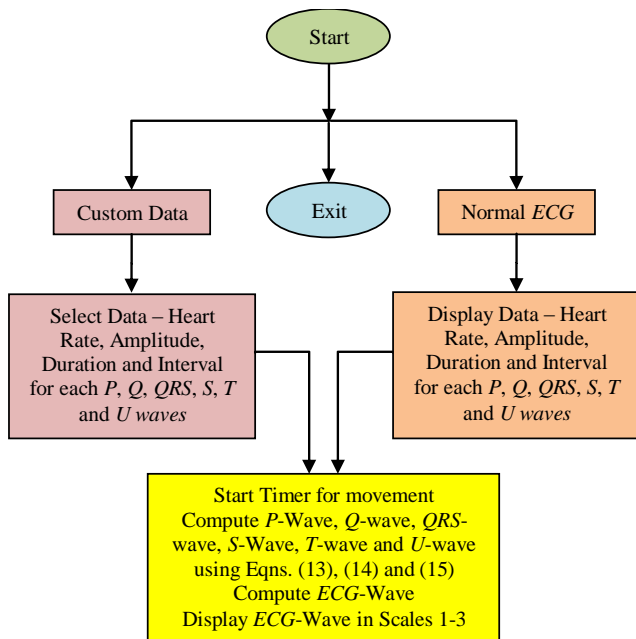 Start
Custom Data
Exit
Normal ECG
Select Data – Heart
Rate, Amplitude,
Duration and Interval
for each P, Q, QRS, S, T
and U waves
Display Data – Heart
Rate, Amplitude,
Duration and Interval
for each P, Q, QRS, S, T
and U waves
Start Timer for movement
Compute P-Wave, Q-wave, QRS-
wave, S-Wave, T-wave and U-wave
using Eqns. (13), (14) and (15)
Compute ECG-Wave
Display ECG-Wave in Scales 1-3